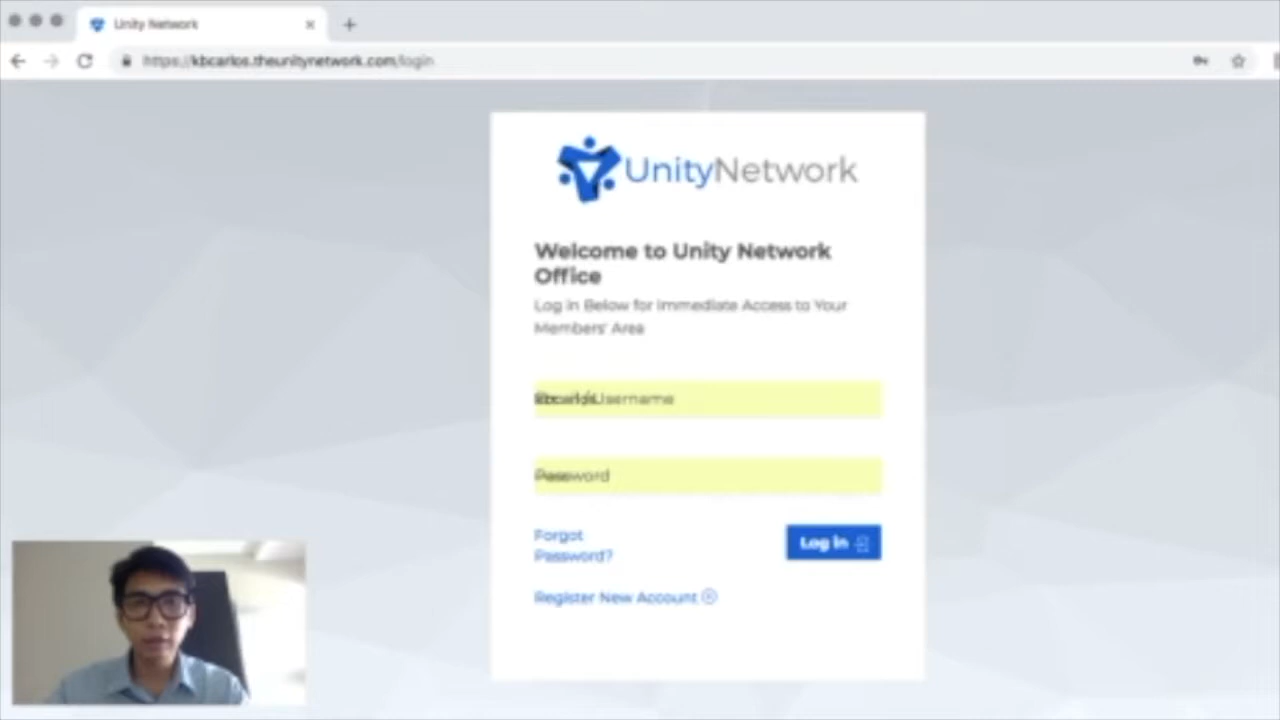 Unity Network
https://kbcarlos.theunitynetwork.com/login
UnityNetwork
Welcome to Unity Network
Office
Log in Below for Immediate Access to Your
Members' Area
Username
Password
Forgot
Password?
Log in
Register New Account